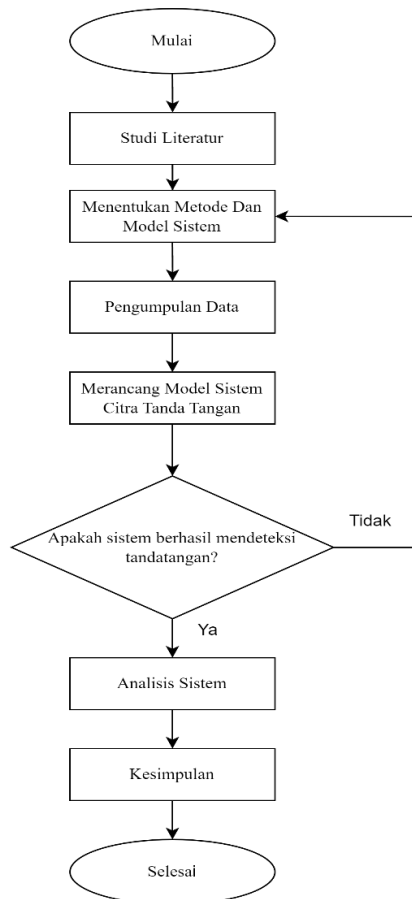 Mulai
Studi Literatur
Menentukan Metode Dan
Model Sistem
Pengumpulan Data
Merancang Model Sistem
Citra Tanda Tangan
Apakah sistem berhasil mendeteksi
tandatangan?
Tidak
Ya
Analisis Sistem
Kesimpulan
Selesai